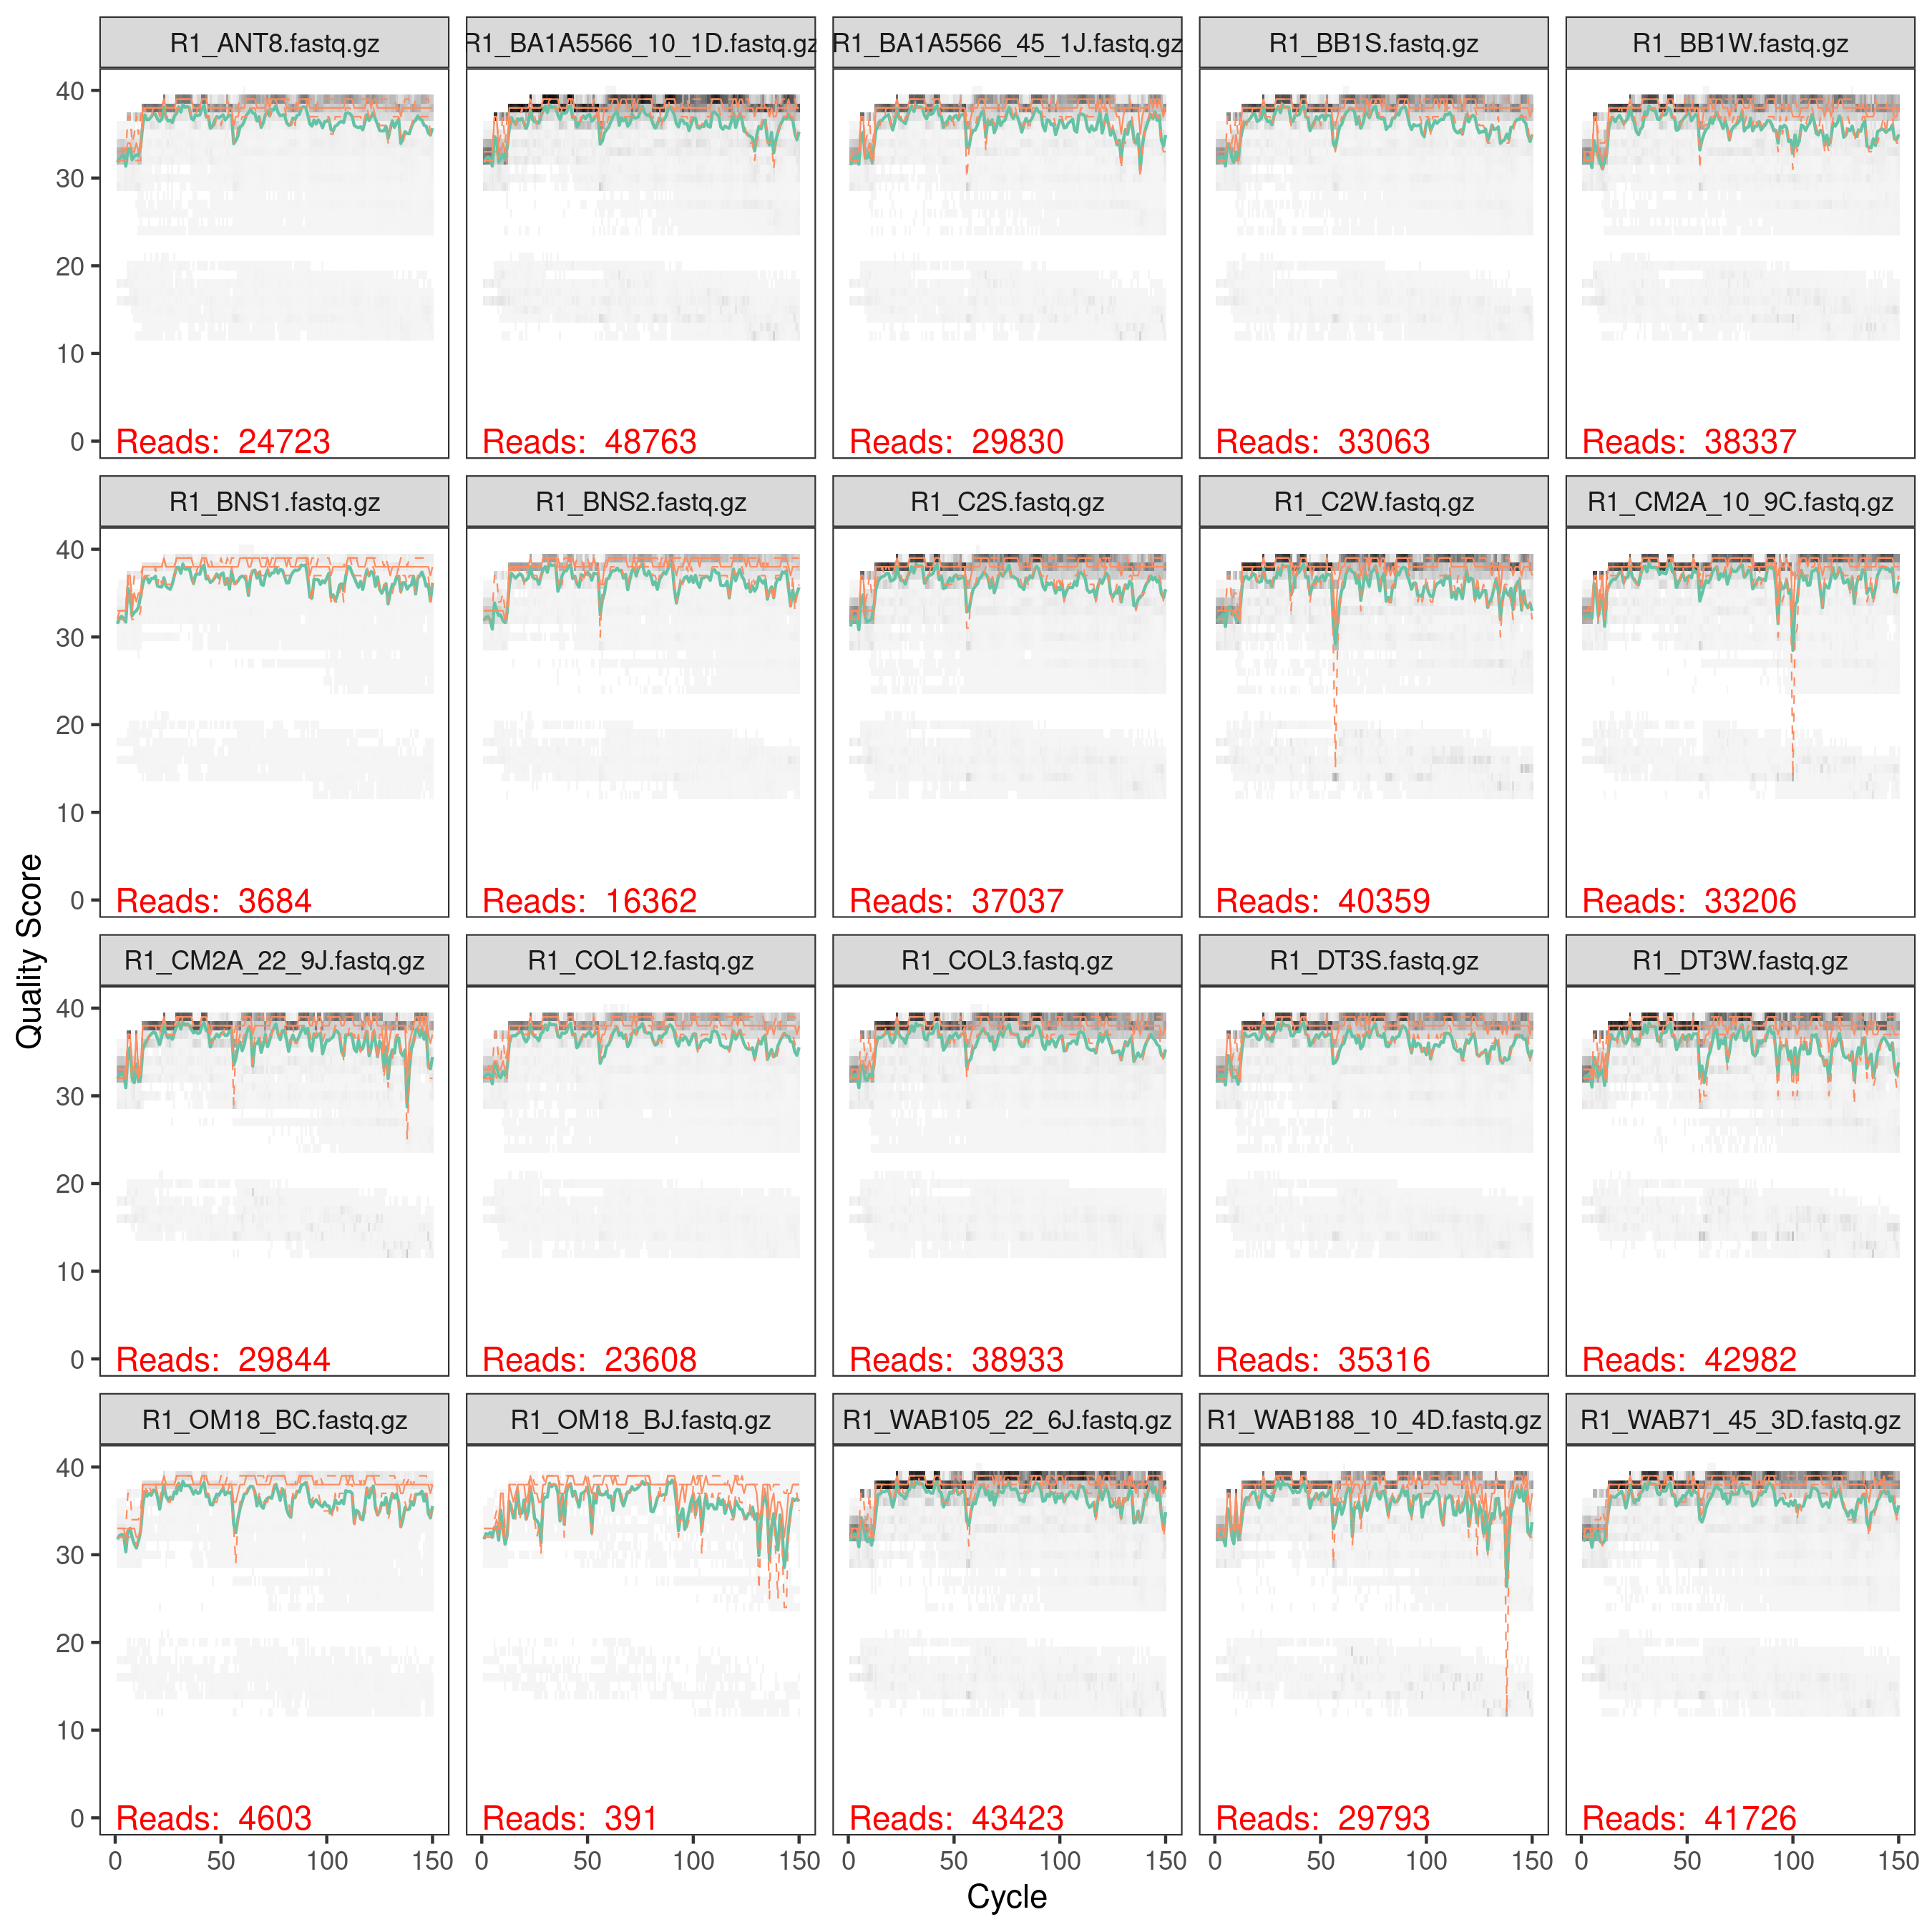 R1_ANT8.fastq.gz
R1_BA1A5566_10_1D.fastq.gz
R1_BA1A5566_45_1J.fastq.gz
R1_BB1S.fastq.gz
R1_BB1W.fastq.gz
40
30
20
10
0
Reads: 24723
Reads: 48763
Reads: 29830
Reads: 33063
Reads: 38337
R1_BNS1.fastq.gz
R1_BNS2.fastq.gz
R1_C2S.fastq.gz
R1_C2W.fastq.gz
R1_CM2A_10_9C.fastq.gz
40
30
20
10
0
Reads: 3684
Reads: 16362
Reads: 37037
Reads: 40359
Reads: 33206
Quality Score
R1_CM2A_22_9J.fastq.gz
R1_COL12.fastq.gz
R1_COL3.fastq.gz
R1_DT3S.fastq.gz
R1_DT3W.fastq.gz
40
30
20
10
0
Reads: 29844
Reads: 23608
Reads: 38933
Reads: 35316
Reads: 42982
R1_OM18_BC.fastq.gz
R1_OM18_BJ.fastq.gz
R1_WAB105_22_6J.fastq.gz
R1_WAB188_10_4D.fastq.gz
R1_WAB71_45_3D.fastq.gz
40
30
20
10
0
Reads: 4603
Reads: 391
Reads: 43423
Reads: 29793
Reads: 41726
0 50 100 150
0 50 100 150
0 50 100 150
0 50 100 150
0 50 100 150
Cycle